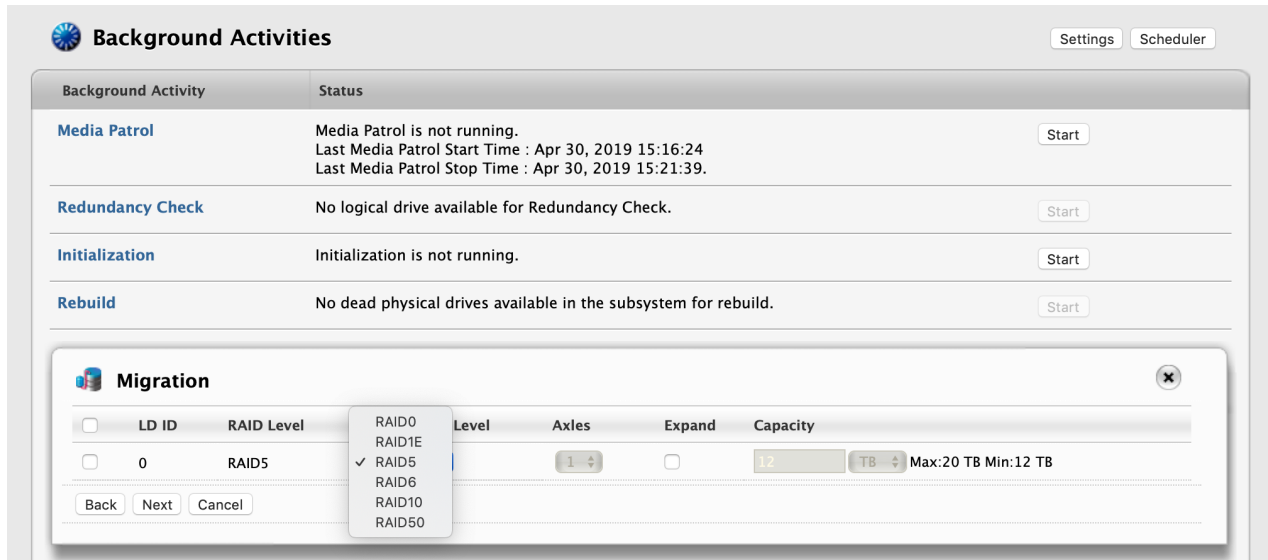 Background Activities
Settings Scheduler
Background Activity Status
Media Patrol Media Patrol is not running. Start
Last Media Patrol Start Time : Apr 30, 2019 15:16:24
Last Media Patrol Stop Time : Apr 30, 2019 15:21:39.
Redundancy Check No logical drive available for Redundancy Check. Start
Initialization Initialization is not running. Start
Rebuild No dead physical drives available in the subsystem for rebuild. Start
Migration
LD ID RAID Level Level Axles Expand Capacity
0 RAID5 1 12 TB Max:20 TB Min:12 TB
RAID0
RAID1E
✓ RAID5
RAID6
RAID10
RAID50
Back Next Cancel